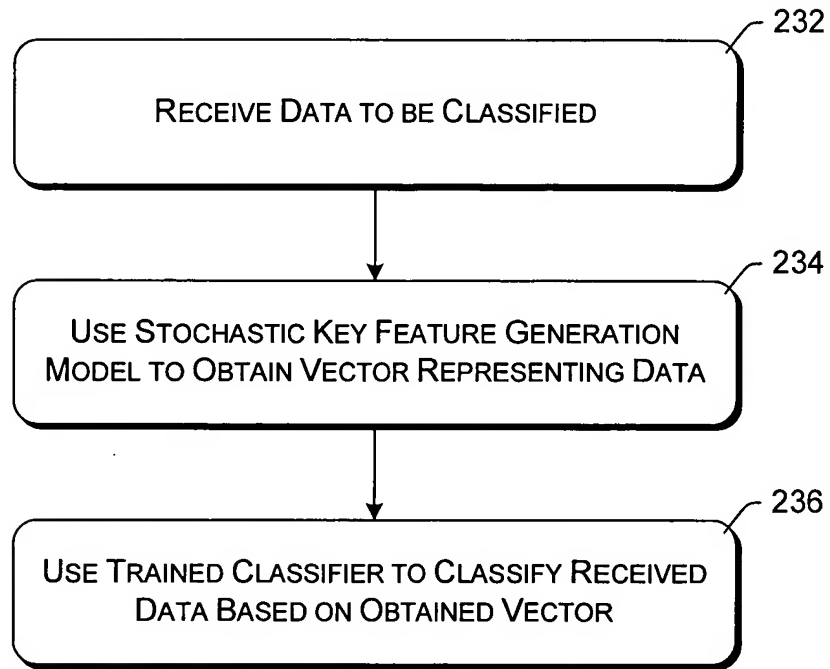 232
RECEIVE DATA TO BE CLASSIFIED
234
USE STOCHASTIC KEY FEATURE GENERATION
MODEL TO OBTAIN VECTOR REPRESENTING DATA
236
USE TRAINED CLASSIFIER TO CLASSIFY RECEIVED
DATA BASED ON OBTAINED VECTOR